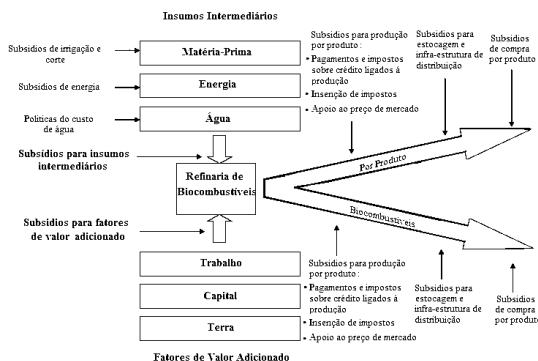 Insumos Intermediários
Subsidios de irrigação e
corte
Matéria-Prima
Subsidios de energia
Energia
Politicas do custo
de água
Água
Subsídios para insumos
intermediários
Refinaria de
Biocombustíveis
Subsidios para fatores
de valor adicionado
Trabalho
Capital
Terra
Fatores de Valor Adicionado
Subsidios para produção
por produto :
• Pagamentos e impostos
sobre crédito ligados à
produção
• Insenção de impostos
• Apoio ao preço de mercado
Subsidios para
estocagem e
infra-estrutura de
distribuição
Subsidios
de compra
por produto
Por Produto
Biocombustíveis
Subsidios para produção
por produto :
• Pagamentos e impostos
sobre crédito ligados à
produção
• Insenção de impostos
• Apoio ao preço de mercado
Subsidios para
estocagem e
infra-estrutura de
distribuição
Subsidios
de compra
por produto